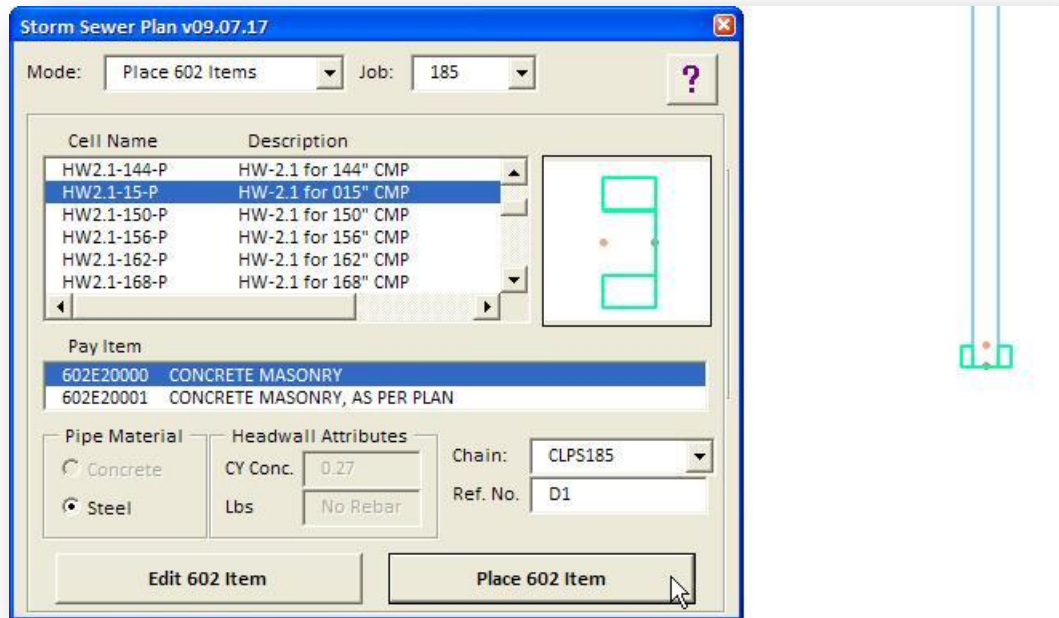 Storm Sewer Plan v09.07.17
Mode: Place 602 Items Job: 185 ?
Cell Name Description
HW2.1-144-P HW-2.1 for 144" CMP
HW2.1-15-P HW-2.1 for 015" CMP
HW2.1-150-P HW-2.1 for 150" CMP
HW2.1-156-P HW-2.1 for 156" CMP
HW2.1-162-P HW-2.1 for 162" CMP
HW2.1-168-P HW-2.1 for 168" CMP
Pay Item
602E20000 CONCRETE MASONRY
602E20001 CONCRETE MASONRY, AS PER PLAN
Pipe Material Headwall Attributes
Concrete CY Conc. 0.27 Chain: CLPS185
Steel Lbs No Rebar Ref. No. D1
Edit 602 Item Place 602 Item